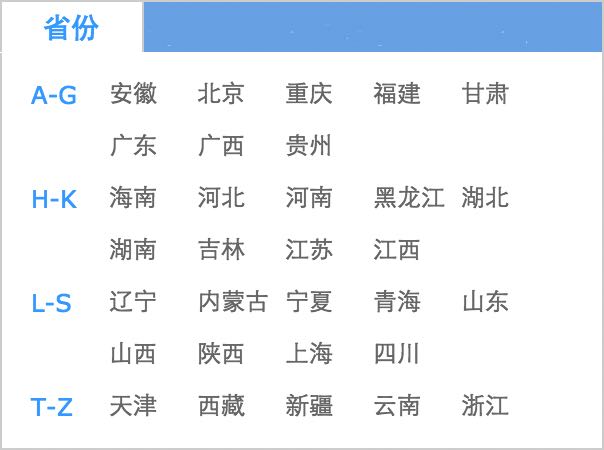 省份
A-G 安徽 北京 重庆 福建 甘肃
广东 广西 贵州
H-K 海南 河北 河南 黑龙江 湖北
湖南 吉林 江苏 江西
L-S 辽宁 内蒙古 宁夏 青海 山东
山西 陕西 上海 四川
T-Z 天津 西藏 新疆 云南 浙江